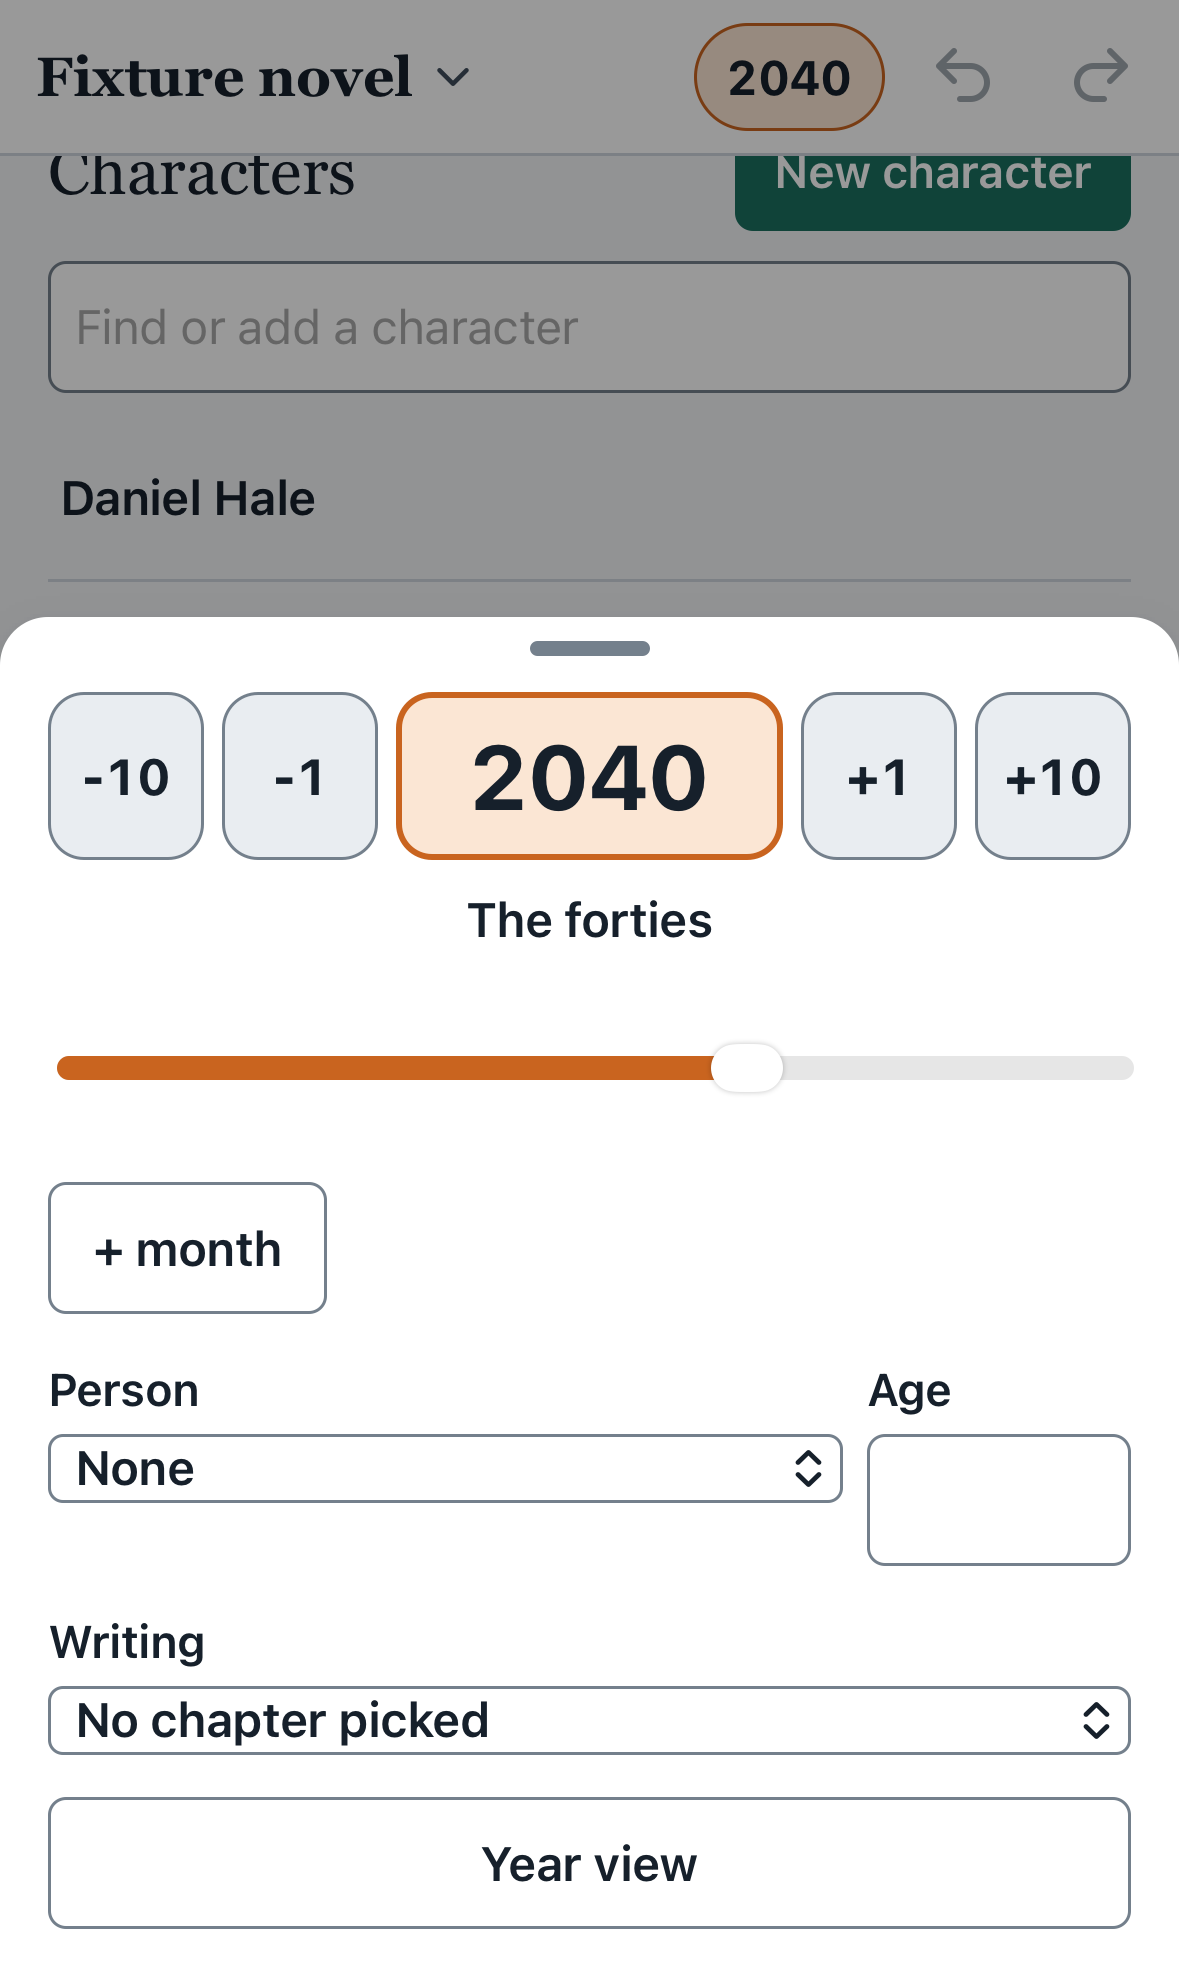 Fixture novel
2040
Characters
New character
Find or add a character
Daniel Hale
-10
-1
2040
+1
+10
The forties
+ month
Person
Age
None
Writing
No chapter picked
Year view